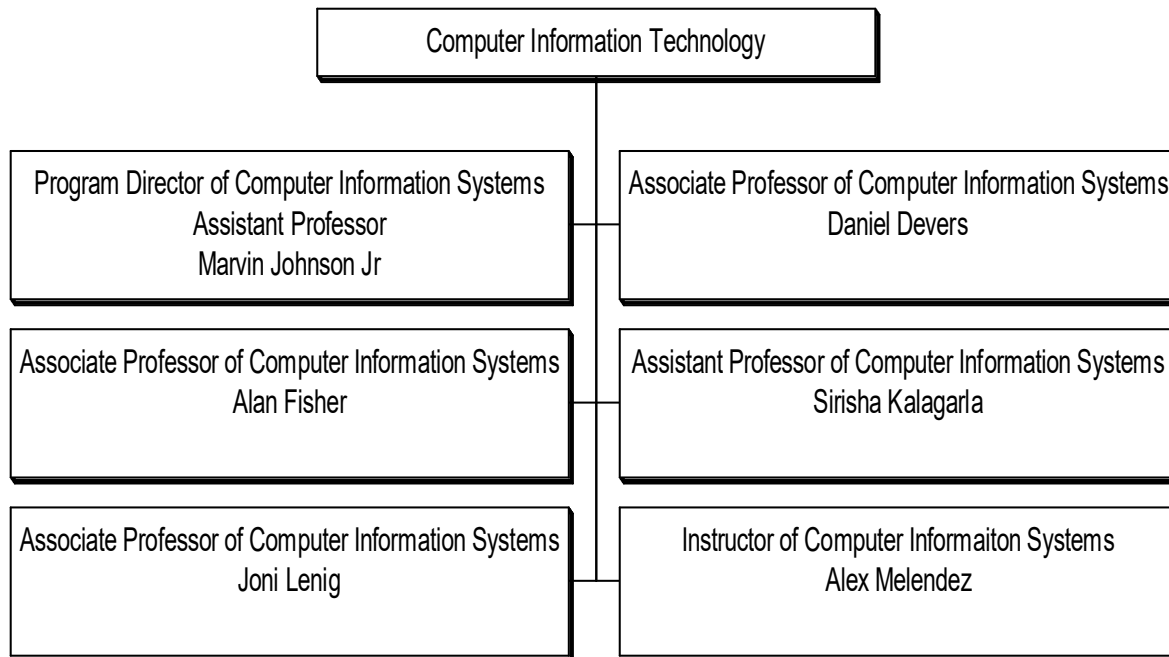 Computer Information Technology
Program Director of Computer Information Systems
Assistant Professor
Marvin Johnson Jr
Associate Professor of Computer Information Systems
Daniel Devers
Associate Professor of Computer Information Systems
Alan Fisher
Assistant Professor of Computer Information Systems
Sirisha Kalagarla
Associate Professor of Computer Information Systems
Joni Lenig
Instructor of Computer Informaiton Systems
Alex Melendez